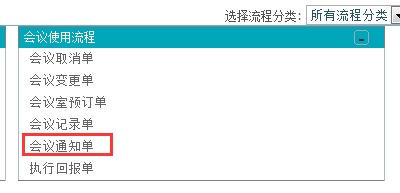 选择流程分类: 所有流程分类
会议使用流程
会议取消单
会议变更单
会议室预订单
会议记录单
会议通知单
执行回报单